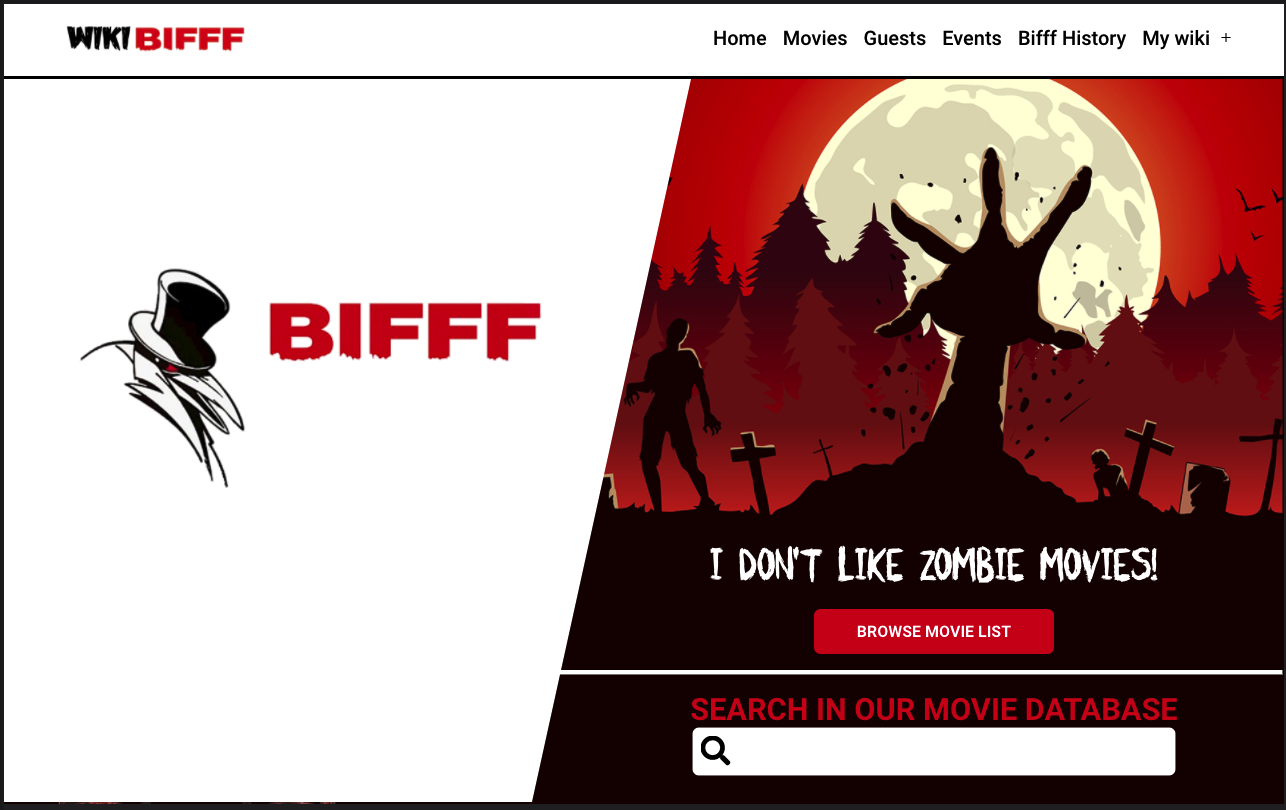 WIKI BIFFF
Home Movies Guests Events Bifff History My wiki +
BIFFF
I DON'T LIKE ZOMBIE MOVIES!
BROWSE MOVIE LIST
SEARCH IN OUR MOVIE DATABASE